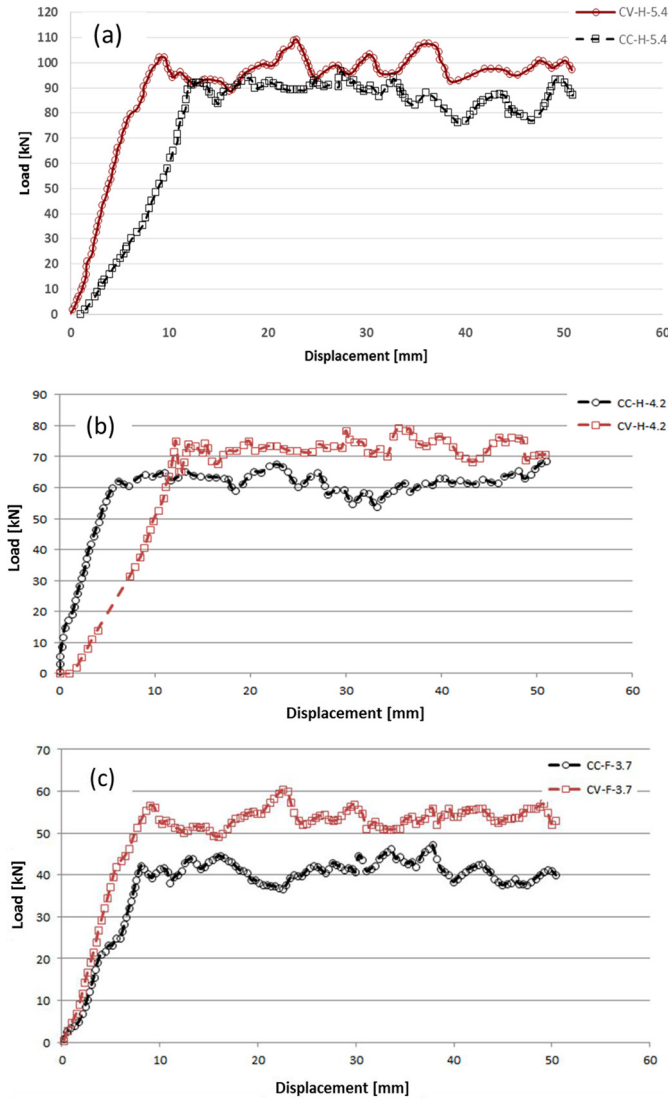 (a)
CV-H-5.4
CC-H-5.4
120
110
100
90
80
70
60
50
40
30
20
10
0
Load [kN]
0 10 20 30 40 50 60
Displacement [mm]
(b)
CC-H-4.2
CV-H-4.2
90
80
70
60
50
40
30
20
10
0
Load [kN]
0 10 20 30 40 50 60
Displacement [mm]
(c)
CC-F-3.7
CV-F-3.7
70
60
50
40
30
20
10
0
Load [kN]
0 10 20 30 40 50 60
Displacement [mm]